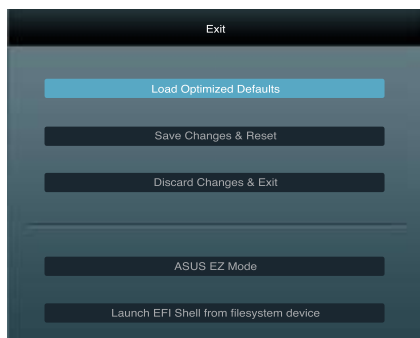 Exit
Load Optimized Defaults
Save Changes & Reset
Discard Changes & Exit
ASUS EZ Mode
Launch EFI Shell from filesystem device